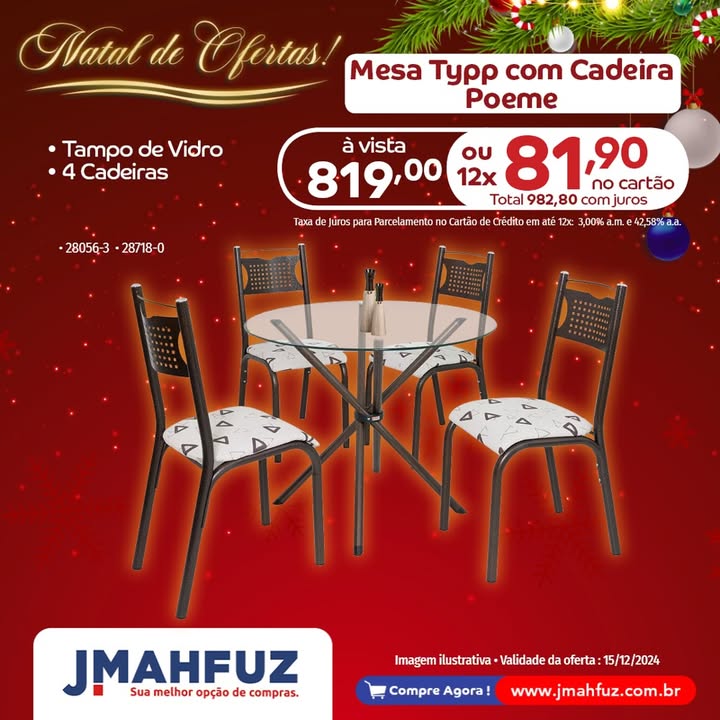 Natal de Ofertas!
Mesa Typp com Cadeira
Poeme
• Tampo de Vidro
• 4 Cadeiras
à vista
819,00
ou
12x
81,90
no cartão
Total 982,80 com juros
Taxa de Juros para Parcelamento no Cartão de Crédito em até 12x: 3,00% a.m. e 42,58% a.a.
• 28056-3 • 28718-0
JMAHFUZ
Sua melhor opção de compras.
Imagem ilustrativa • Validade da oferta : 15/12/2024
Compre Agora !
www.jmahfuz.com.br